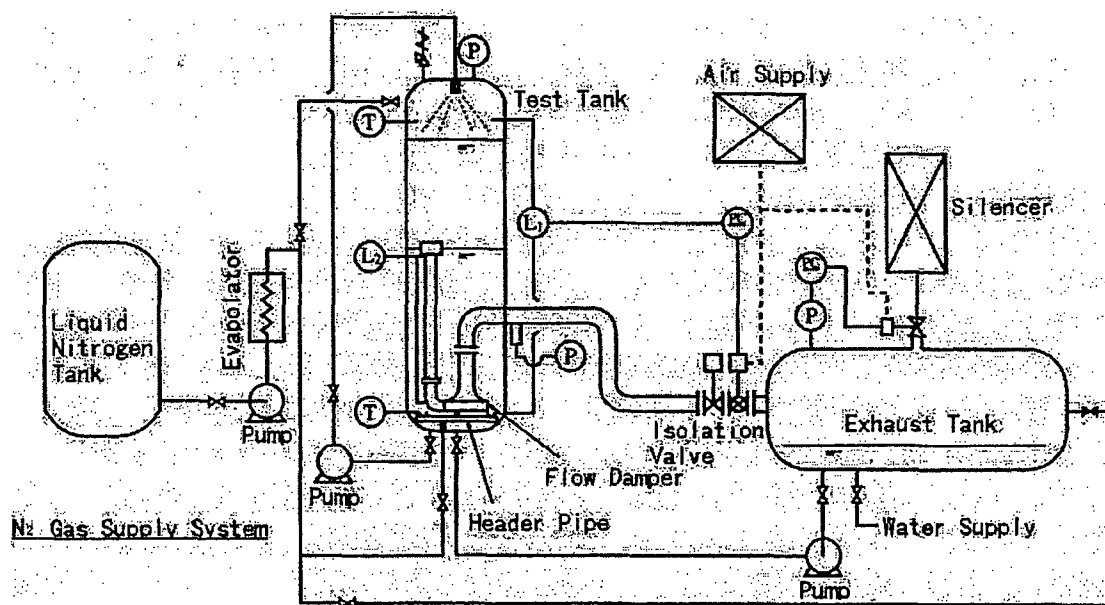 P
Air Supply
T
Test Tank
L1
PC
Silencer
L2
PC
P
Evaplator
Liquid
Nitrogen
Tank
P
T
Pump
Isolation
Valve
Exhaust Tank
Flow Damper
Pump
Header Pipe
N2 Gas Supply System
Water Supply
Pump